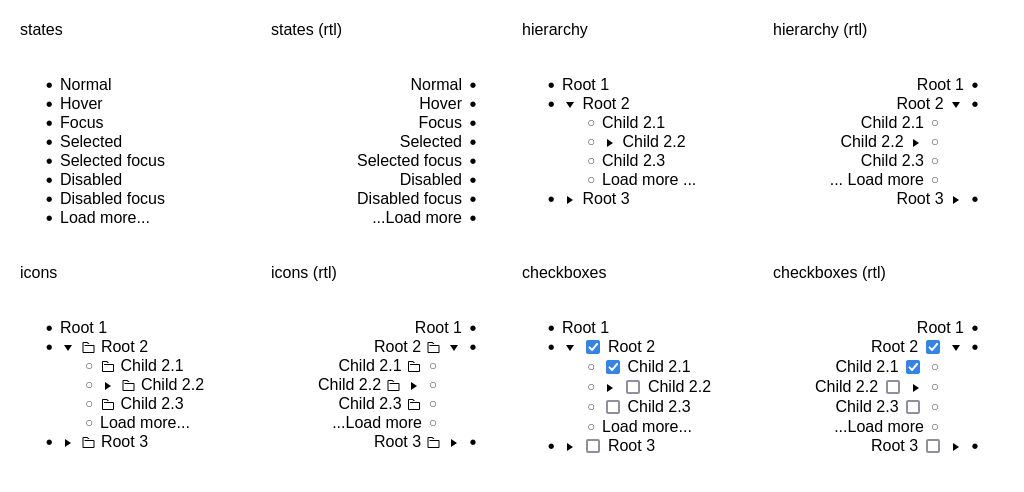 states
Normal
Hover
Focus
Selected
Selected focus
Disabled
Disabled focus
Load more...
states (rtl)
Normal
Hover
Focus
Selected
Selected focus
Disabled
Disabled focus
...Load more
hierarchy
Root 1
Root 2
Child 2.1
Child 2.2
Child 2.3
Load more ...
Root 3
hierarchy (rtl)
Root 1
Root 2
Child 2.1
Child 2.2
Child 2.3
... Load more
Root 3
icons
Root 1
Root 2
Child 2.1
Child 2.2
Child 2.3
Load more...
Root 3
icons (rtl)
Root 1
Root 2
Child 2.1
Child 2.2
Child 2.3
...Load more
Root 3
checkboxes
Root 1
Root 2
Child 2.1
Child 2.2
Child 2.3
Load more...
Root 3
checkboxes (rtl)
Root 1
Root 2
Child 2.1
Child 2.2
Child 2.3
...Load more
Root 3